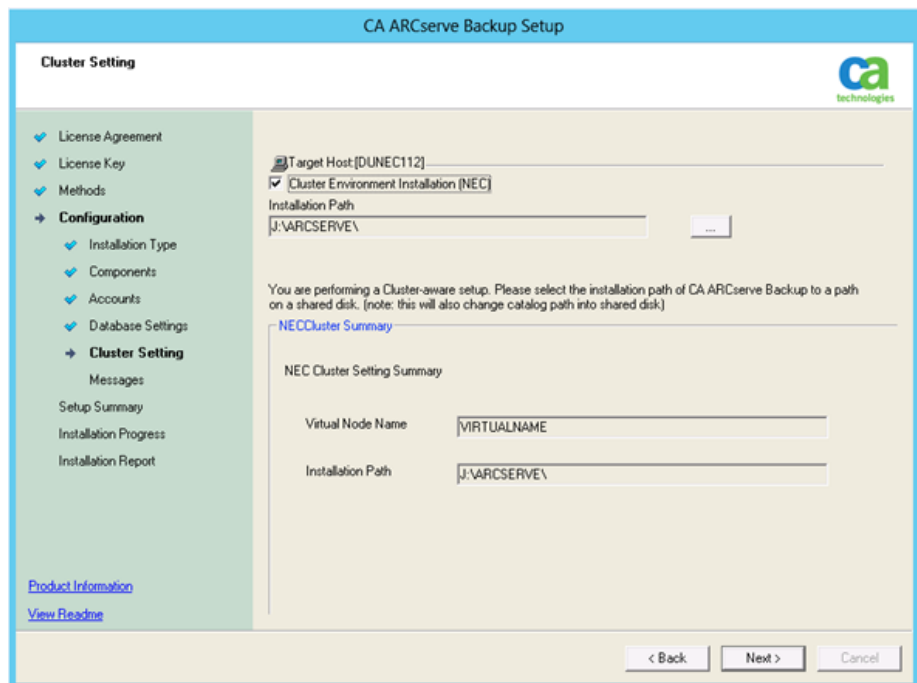 CA ARCserve Backup Setup
Cluster Setting
ca
technologies
License Agreement
License Key
Methods
Configuration
Installation Type
Components
Accounts
Database Settings
Cluster Setting
Messages
Setup Summary
Installation Progress
Installation Report
Product Information
View Readme
Target Host:[DUNEC112]
Cluster Environment Installation (NEC)
Installation Path
J:\ARCSERVE\
...
You are performing a Cluster-aware setup. Please select the installation path of CA ARCserve Backup to a path
on a shared disk. (note: this will also change catalog path into shared disk)
NECCluster Summary
NEC Cluster Setting Summary
Virtual Node Name
VIRTUALNAME
Installation Path
J:\ARCSERVE\
< Back
Next >
Cancel